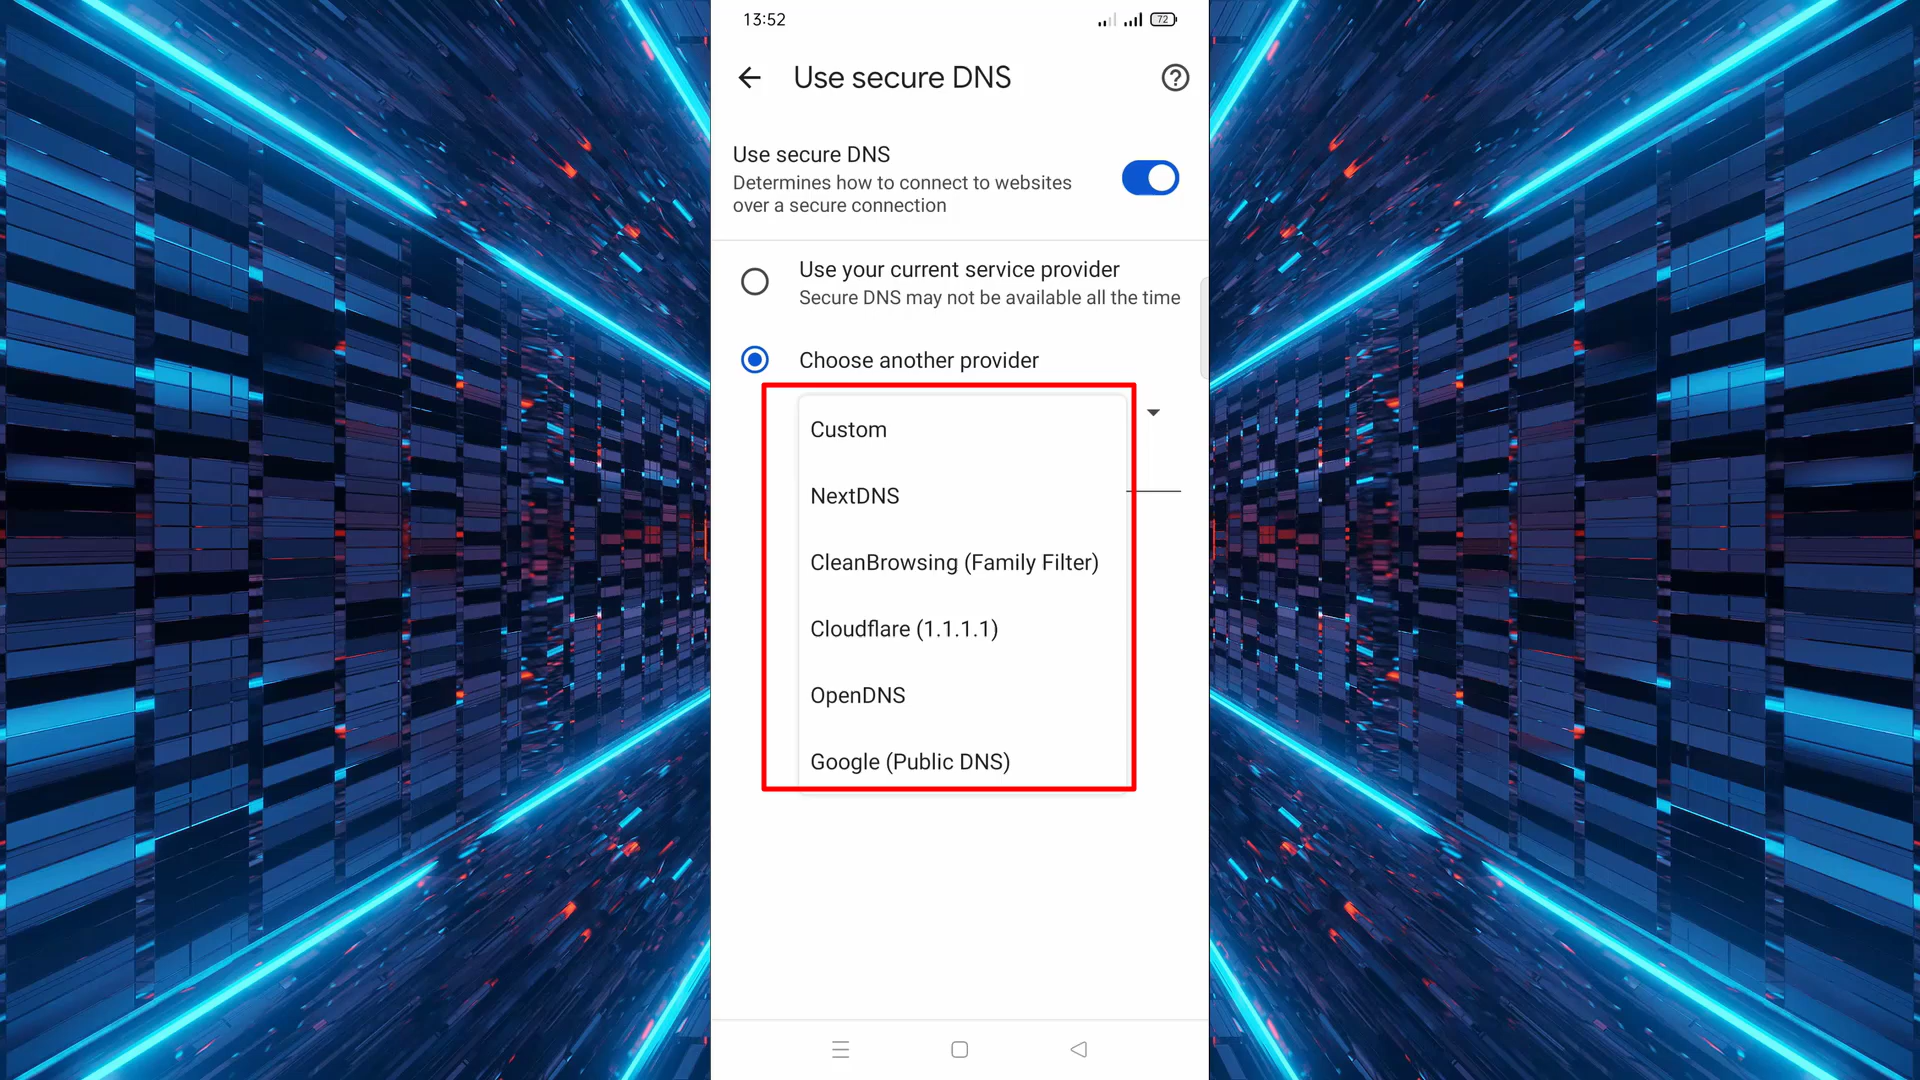 13:52
72
Use secure DNS
Use secure DNS
Determines how to connect to websites
over a secure connection
Use your current service provider
Secure DNS may not be available all the time
Choose another provider
Custom
NextDNS
CleanBrowsing (Family Filter)
Cloudflare (1.1.1.1)
OpenDNS
Google (Public DNS)